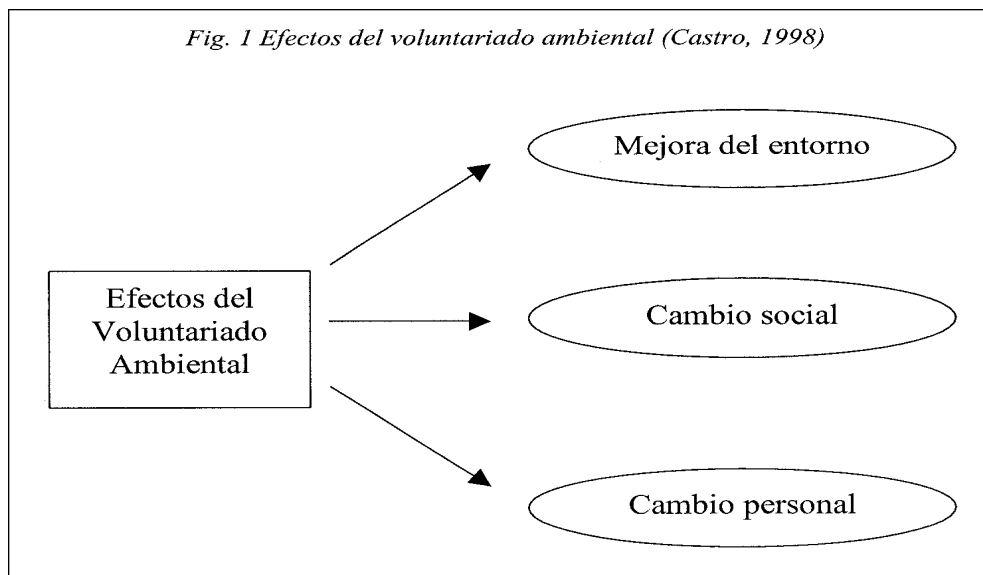 Fig. 1 Efectos del voluntariado ambiental (Castro, 1998)
Mejora del entorno
Efectos del
Voluntariado
Ambiental
Cambio social
Cambio personal